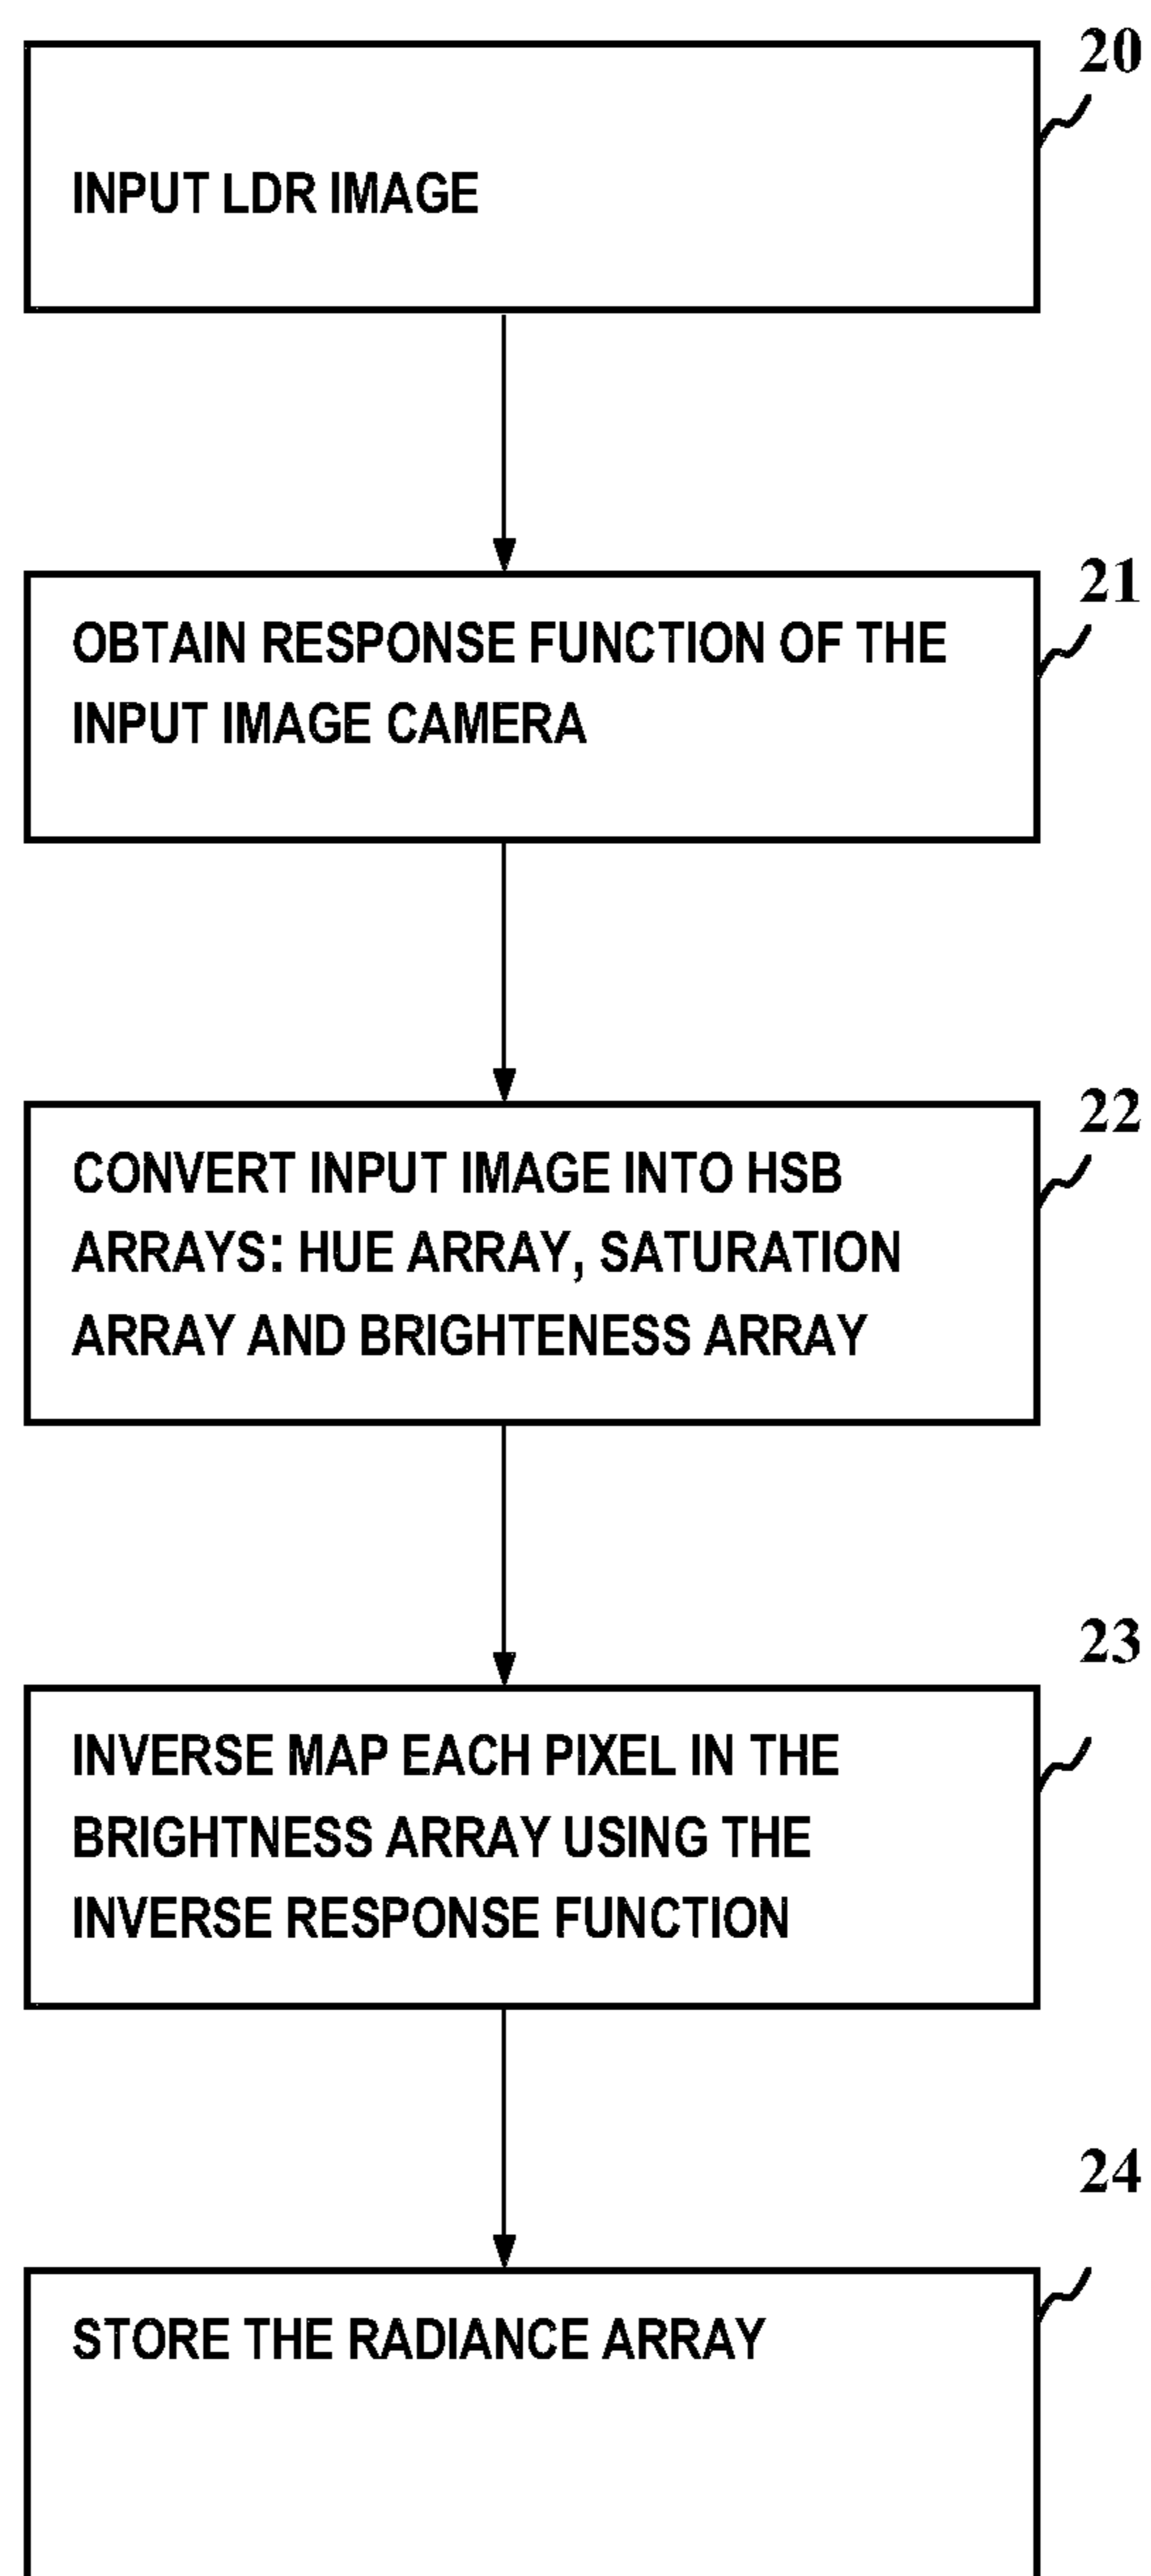 20
INPUT LDR IMAGE
21
OBTAIN RESPONSE FUNCTION OF THE
INPUT IMAGE CAMERA
22
CONVERT INPUT IMAGE INTO HSB
ARRAYS: HUE ARRAY, SATURATION
ARRAY AND BRIGHTENESS ARRAY
23
INVERSE MAP EACH PIXEL IN THE
BRIGHTNESS ARRAY USING THE
INVERSE RESPONSE FUNCTION
24
STORE THE RADIANCE ARRAY